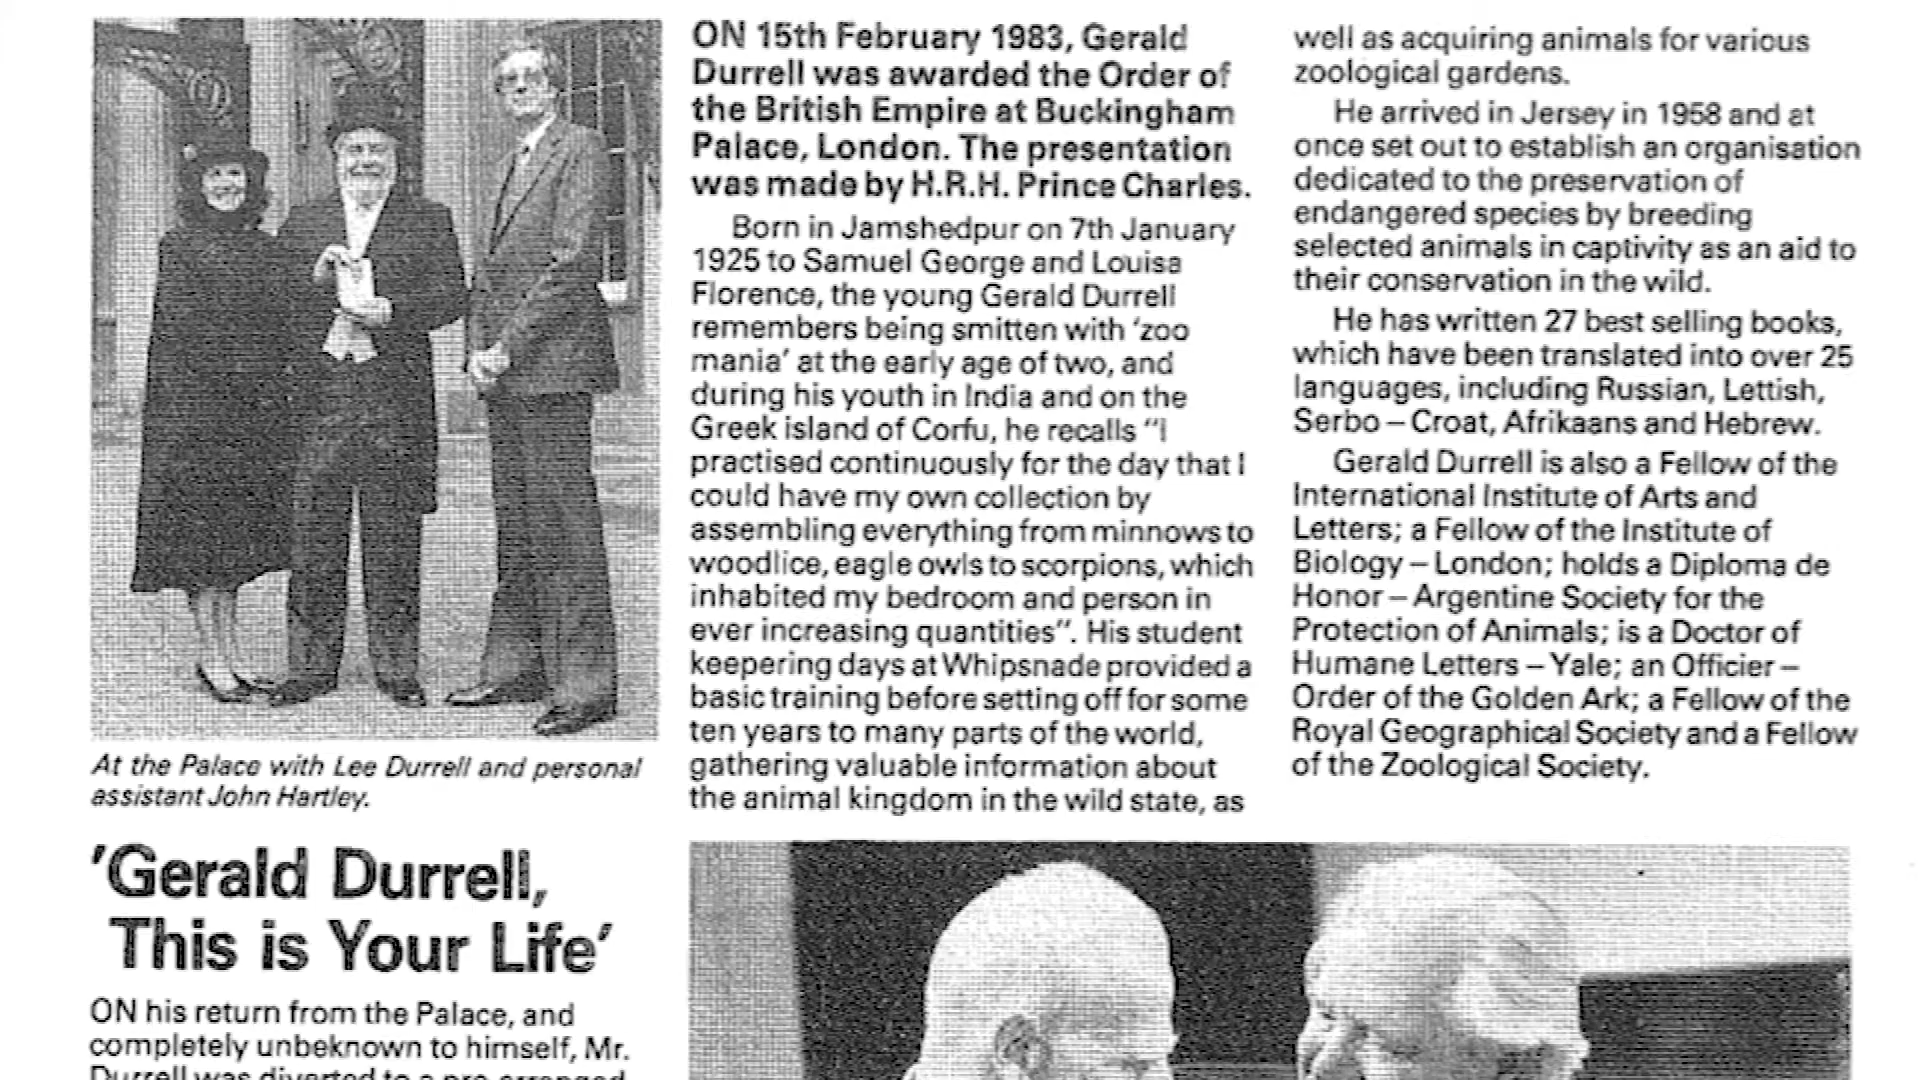 ON 15th February 1983, Gerald
Durrell was awarded the Order of
the British Empire at Buckingham
Palace, London. The presentation
was made by H.R.H. Prince Charles.
Born in Jamshedpur on 7th January
1925 to Samuel George and Louisa
Florence, the young Gerald Durrell
remembers being smitten with ‘zoo
mania’ at the early age of two, and
during his youth in India and on the
Greek island of Corfu, he recalls “I
practised continuously for the day that I
could have my own collection by
assembling everything from minnows to
woodlice, eagle owls to scorpions, which
inhabited my bedroom and person in
ever increasing quantities”. His student
keepering days at Whipsnade provided a
basic training before setting off for some
ten years to many parts of the world,
gathering valuable information about
the animal kingdom in the wild state, as
well as acquiring animals for various
zoological gardens.
He arrived in Jersey in 1958 and at
once set out to establish an organisation
dedicated to the preservation of
endangered species by breeding
selected animals in captivity as an aid to
their conservation in the wild.
He has written 27 best selling books,
which have been translated into over 25
languages, including Russian, Lettish,
Serbo – Croat, Afrikaans and Hebrew.
Gerald Durrell is also a Fellow of the
International Institute of Arts and
Letters; a Fellow of the Institute of
Biology – London; holds a Diploma de
Honor – Argentine Society for the
Protection of Animals; is a Doctor of
Humane Letters – Yale; an Officier –
Order of the Golden Ark; a Fellow of the
Royal Geographical Society and a Fellow
of the Zoological Society.
At the Palace with Lee Durrell and personal
assistant John Hartley.
'Gerald Durrell,
This is Your Life'
ON his return from the Palace, and
completely unbeknown to himself, Mr.
Durrell was diverted to a pre-arranged